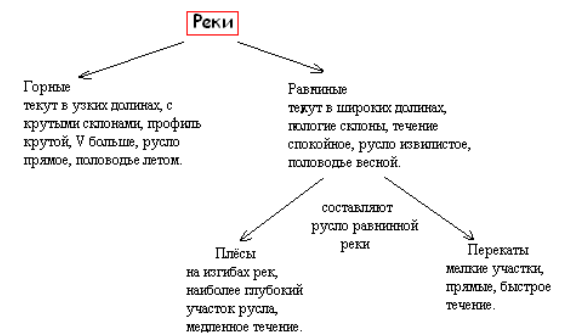 Реки
Горные
текут в узких долинах, с
крутыми склонами, профиль
крутой, V больше, русло
прямое, половодье летом.
Равниные
текут в широких долинах,
пологие склоны, течение
спокойное, русло извилистое,
половодье весной.
составляют
русло равнинной
реки
Плёсы
на изгибах рек,
наиболее глубокий
участок русла,
медленное течение.
Перекаты
мелкие участки,
прямые, быстрое
течение.